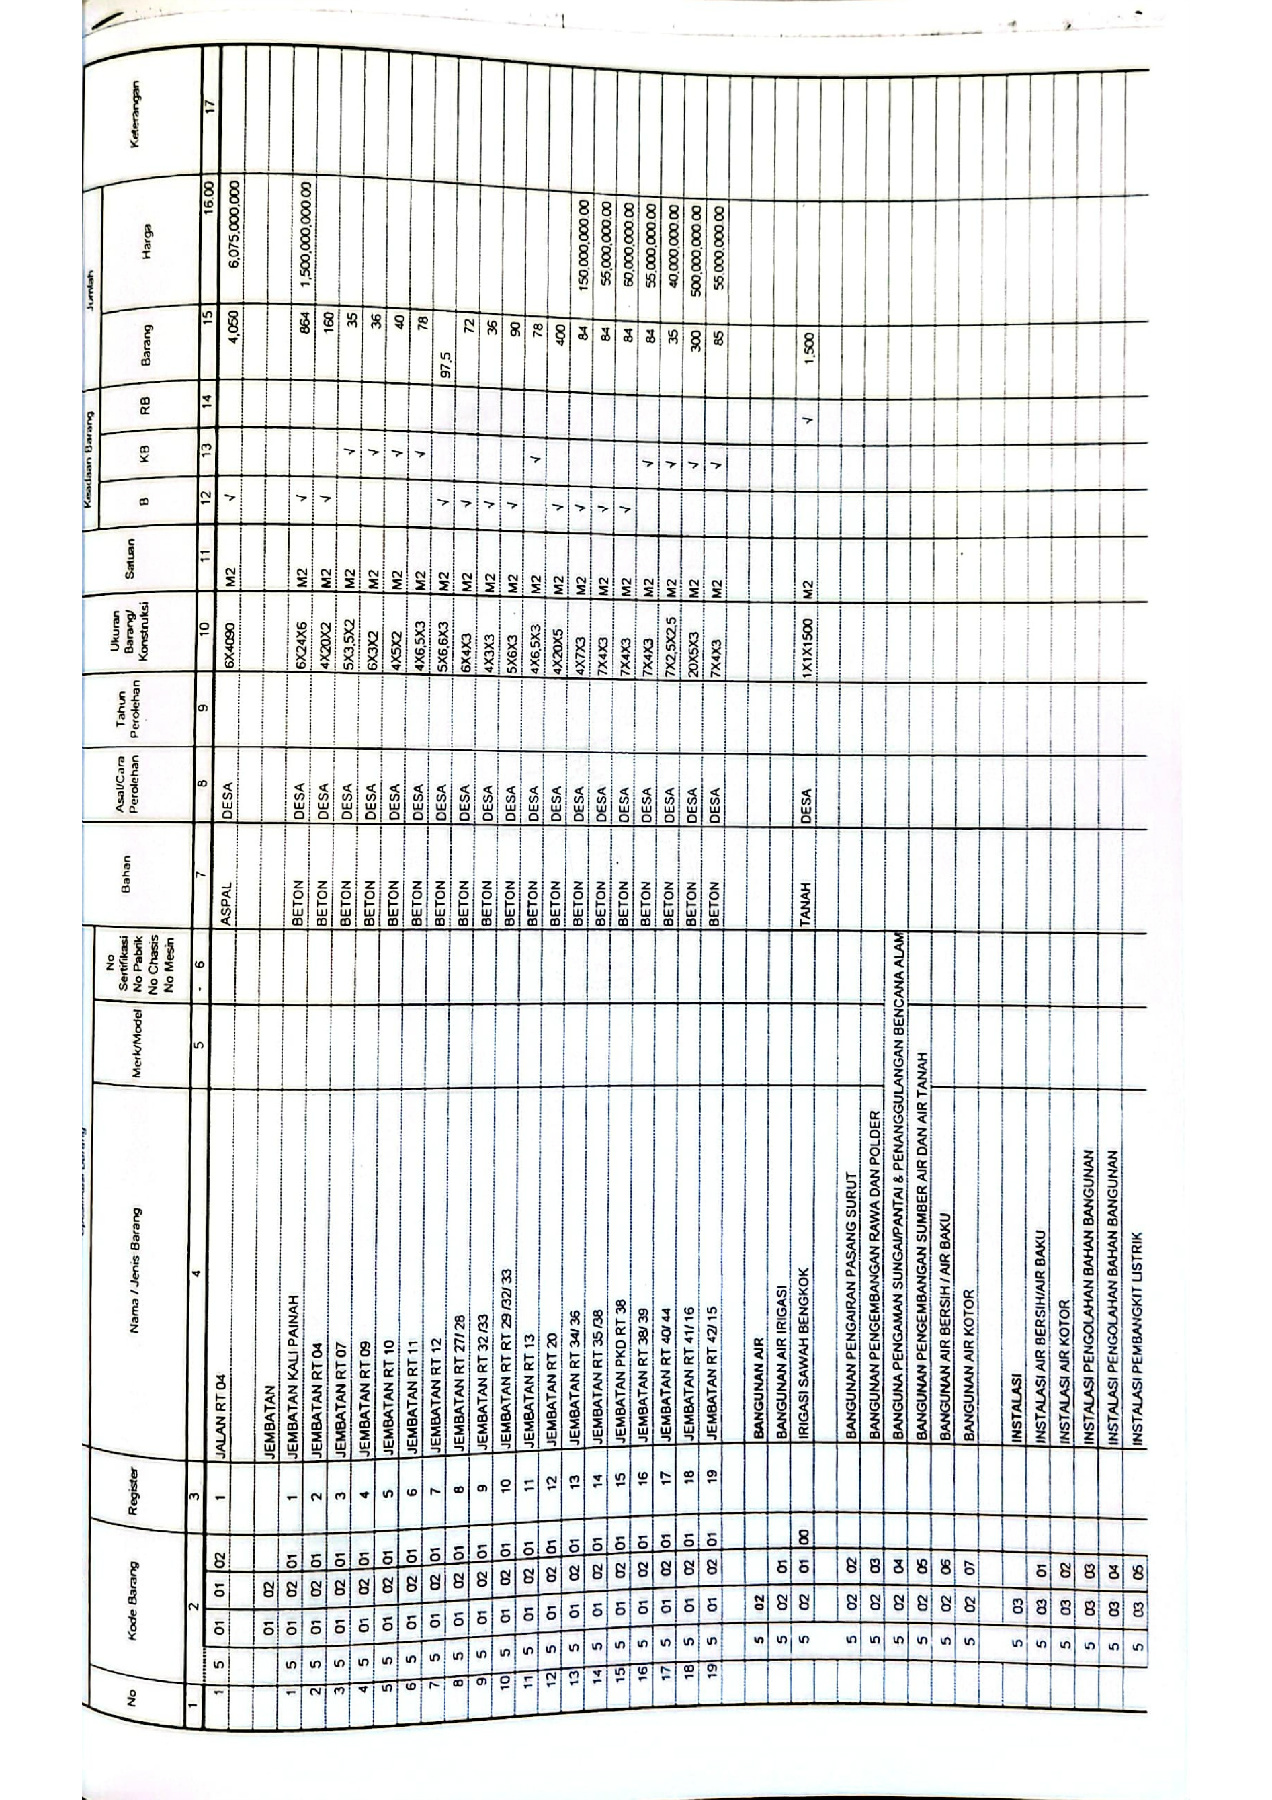 Keadaan Barang Jumlah
No Kode Barang Register Nama / Jenis Barang Merk/Model No Sertifikasi No Pabrik No Chasis No Mesin Bahan Asal/Cara Perolehan Tahun Perolehan Ukuran Barang/ Konstruksi Satuan B KB RB Barang Harga Keterangan
1 2 3 4 5 - 6 7 8 9 10 11 12 13 14 15 16.00 17
1 5 01 01 02 1 JALAN RT 04 ASPAL DESA 6X4090 M2 √ 4,050 6,075,000,000
01 02 JEMBATAN
1 5 01 02 01 1 JEMBATAN KALI PAINAH BETON DESA 6X24X6 M2 √ 864 1,500,000,000.00
2 5 01 02 01 2 JEMBATAN RT 04 BETON DESA 4X20X2 M2 √ 160
3 5 01 02 01 3 JEMBATAN RT 07 BETON DESA 5X3,5X2 M2 √ 35
4 5 01 02 01 4 JEMBATAN RT 09 BETON DESA 6X3X2 M2 √ 36
5 5 01 02 01 5 JEMBATAN RT 10 BETON DESA 4X5X2 M2 √ 40
6 5 01 02 01 6 JEMBATAN RT 11 BETON DESA 4X6,5X3 M2 √ 78
7 5 01 02 01 7 JEMBATAN RT 12 BETON DESA 5X6,6X3 M2 √ 97,5
8 5 01 02 01 8 JEMBATAN RT 27/ 28 BETON DESA 6X4X3 M2 √ 72
9 5 01 02 01 9 JEMBATAN RT 32 /33 BETON DESA 4X3X3 M2 √ 36
10 5 01 02 01 10 JEMBATAN RT RT 29 /32/ 33 BETON DESA 5X6X3 M2 √ 90
11 5 01 02 01 11 JEMBATAN RT 13 BETON DESA 4X6,5X3 M2 √ 78
12 5 01 02 01 12 JEMBATAN RT 20 BETON DESA 4X20X5 M2 √ 400
13 5 01 02 01 13 JEMBATAN RT 34/ 36 BETON DESA 4X7X3 M2 √ 84 150,000,000.00
14 5 01 02 01 14 JEMBATAN RT 35 /38 BETON DESA 7X4X3 M2 √ 84 55,000,000.00
15 5 01 02 01 15 JEMBATAN PKD RT 38 BETON DESA 7X4X3 M2 √ 84 60,000,000.00
16 5 01 02 01 16 JEMBATAN RT 38/ 39 BETON DESA 7X4X3 M2 √ 84 55,000,000.00
17 5 01 02 01 17 JEMBATAN RT 40/ 44 BETON DESA 7X2,5X2,5 M2 √ 35 40,000,000.00
18 5 01 02 01 18 JEMBATAN RT 41/ 16 BETON DESA 20X5X3 M2 √ 300 500,000,000.00
19 5 01 02 01 19 JEMBATAN RT 42/ 15 BETON DESA 7X4X3 M2 √ 85 55,000,000.00
5 02 BANGUNAN AIR
5 02 01 BANGUNAN AIR IRIGASI
5 02 01 00 IRIGASI SAWAH BENGKOK TANAH DESA 1X1X1500 M2 √ 1,500
5 02 02 BANGUNAN PENGAIRAN PASANG SURUT
5 02 03 BANGUNAN PENGEMBANGAN RAWA DAN POLDER
5 02 04 BANGUNA PENGAMAN SUNGAI/PANTAI & PENANGGULANGAN BENCANA ALAM
5 02 05 BANGUNAN PENGEMBANGAN SUMBER AIR DAN AIR TANAH
5 02 06 BANGUNAN AIR BERSIH / AIR BAKU
5 02 07 BANGUNAN AIR KOTOR
5 03 INSTALASI
5 03 01 INSTALASI AIR BERSIH/AIR BAKU
5 03 02 INSTALASI AIR KOTOR
5 03 03 INSTALASI PENGOLAHAN BAHAN BANGUNAN
5 03 04 INSTALASI PENGOLAHAN BAHAN BANGUNAN
5 03 05 INSTALASI PEMBANGKIT LISTRIK